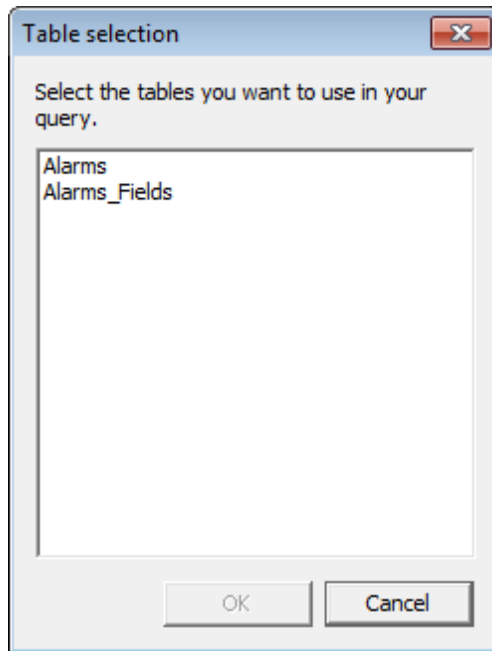 Table selection
Select the tables you want to use in your
query.
Alarms
Alarms_Fields
OK
Cancel